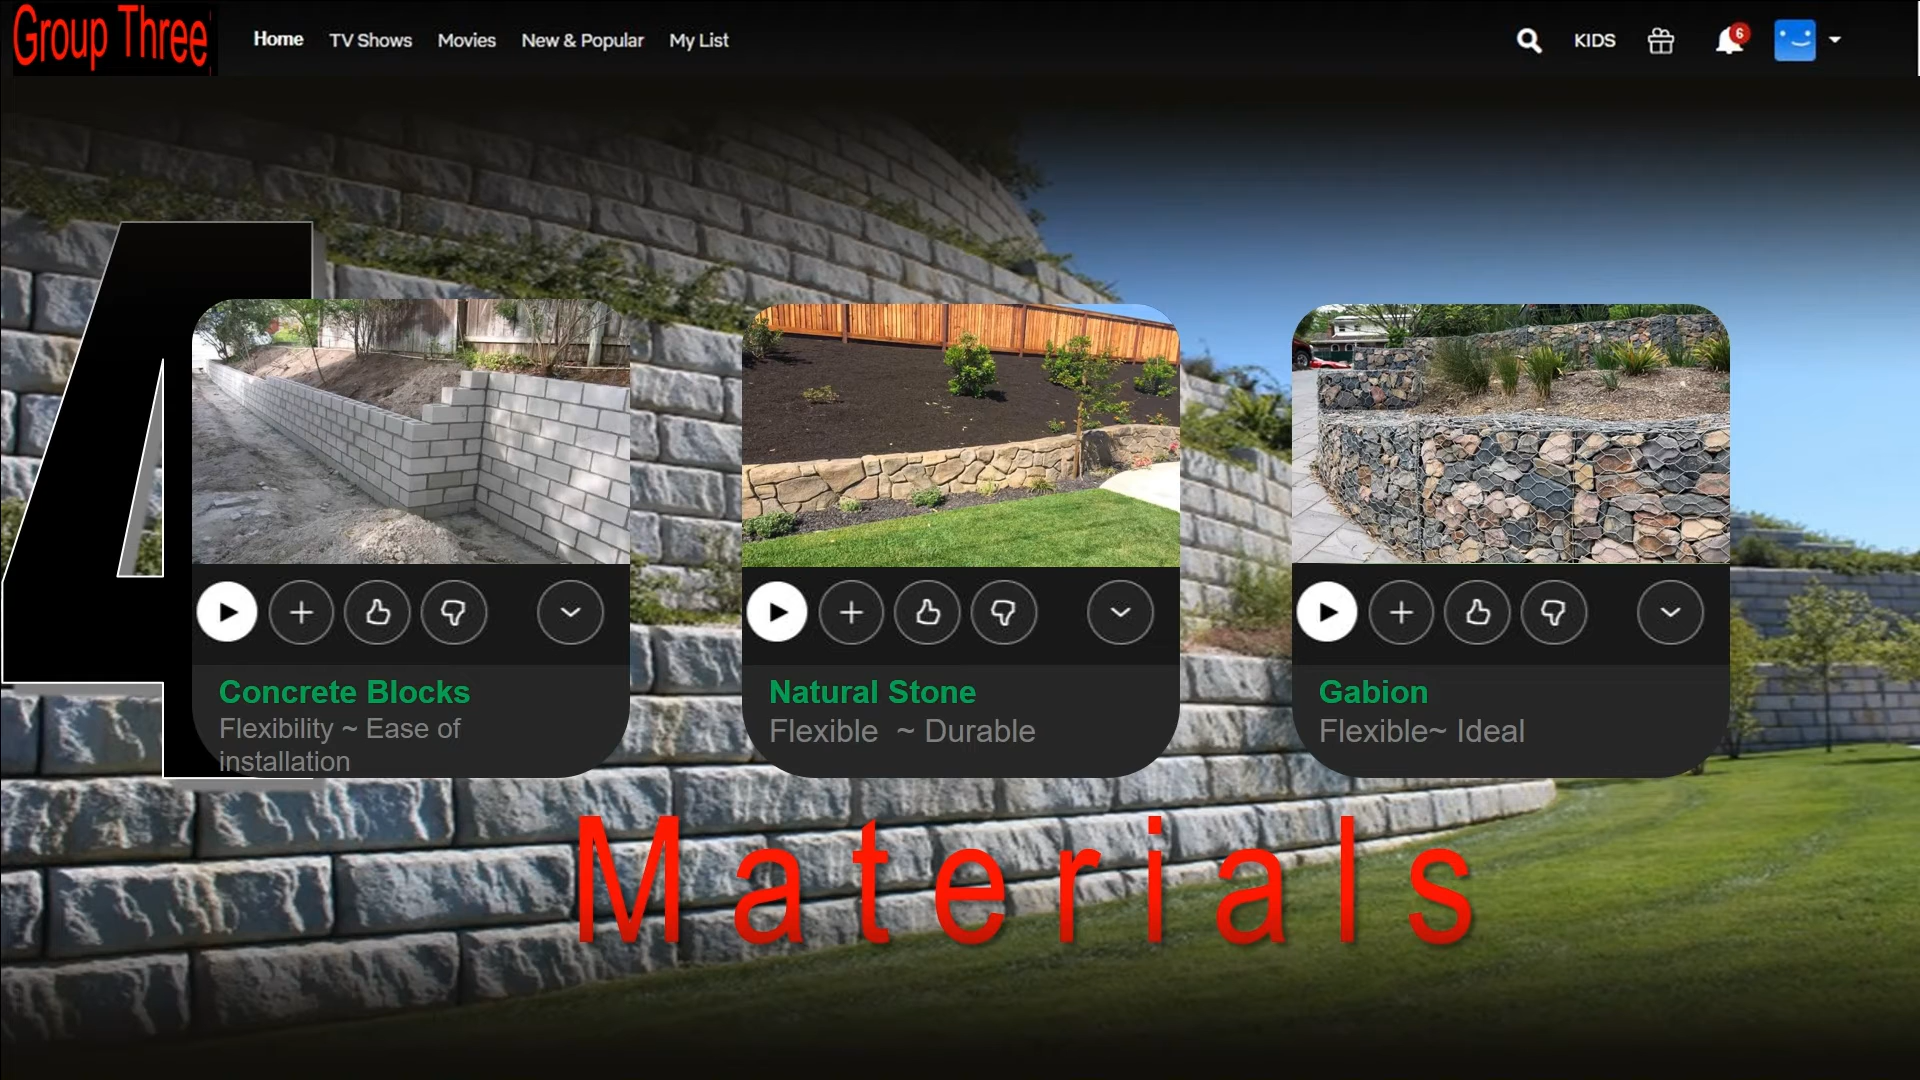 Group Three
Home TV Shows Movies New & Popular My List
KIDS
6
4
Concrete Blocks
Flexibility ~ Ease of
installation
Natural Stone
Flexible ~ Durable
Gabion
Flexible~ Ideal
Materials